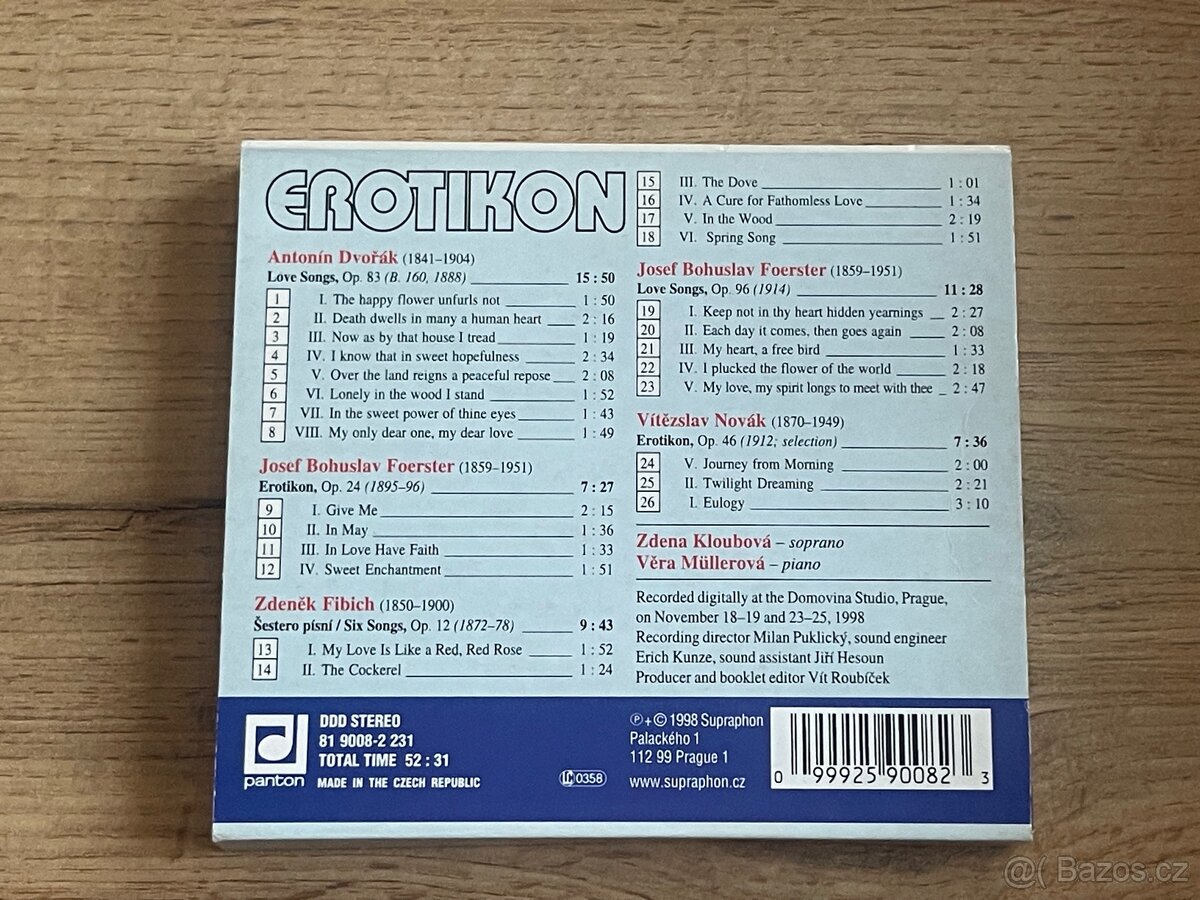 EROTIKON
Antonín Dvořák (1841–1904)
Love Songs, Op. 83 (B. 160, 1888) 15 : 50
1 I. The happy flower unfurls not 1 : 50
2 II. Death dwells in many a human heart 2 : 16
3 III. Now as by that house I tread 1 : 19
4 IV. I know that in sweet hopefulness 2 : 34
5 V. Over the land reigns a peaceful repose 2 : 08
6 VI. Lonely in the wood I stand 1 : 52
7 VII. In the sweet power of thine eyes 1 : 43
8 VIII. My only dear one, my dear love 1 : 49
Josef Bohuslav Foerster (1859–1951)
Erotikon, Op. 24 (1895–96) 7 : 27
9 I. Give Me 2 : 15
10 II. In May 1 : 36
11 III. In Love Have Faith 1 : 33
12 IV. Sweet Enchantment 1 : 51
Zdeněk Fibich (1850–1900)
Šestero písní / Six Songs, Op. 12 (1872–78) 9 : 43
13 I. My Love Is Like a Red, Red Rose 1 : 52
14 II. The Cockerel 1 : 24
15 III. The Dove 1 : 01
16 IV. A Cure for Fathomless Love 1 : 34
17 V. In the Wood 2 : 19
18 VI. Spring Song 1 : 51
Josef Bohuslav Foerster (1859–1951)
Love Songs, Op. 96 (1914) 11 : 28
19 I. Keep not in thy heart hidden yearnings 2 : 27
20 II. Each day it comes, then goes again 2 : 08
21 III. My heart, a free bird 1 : 33
22 IV. I plucked the flower of the world 2 : 18
23 V. My love, my spirit longs to meet with thee 2 : 47
Vítězslav Novák (1870–1949)
Erotikon, Op. 46 (1912; selection) 7 : 36
24 V. Journey from Morning 2 : 00
25 II. Twilight Dreaming 2 : 21
26 I. Eulogy 3 : 10
Zdena Kloubová – soprano
Věra Müllerová – piano
Recorded digitally at the Domovina Studio, Prague,
on November 18–19 and 23–25, 1998
Recording director Milan Puklický, sound engineer
Erich Kunze, sound assistant Jiří Hesoun
Producer and booklet editor Vít Roubíček
panton
DDD STEREO
81 9008-2 231
TOTAL TIME 52 : 31
MADE IN THE CZECH REPUBLIC
LC 0358
℗ + © 1998 Supraphon
Palackého 1
112 99 Prague 1
www.supraphon.cz
0 99925 90082 3
@( Bazos.cz